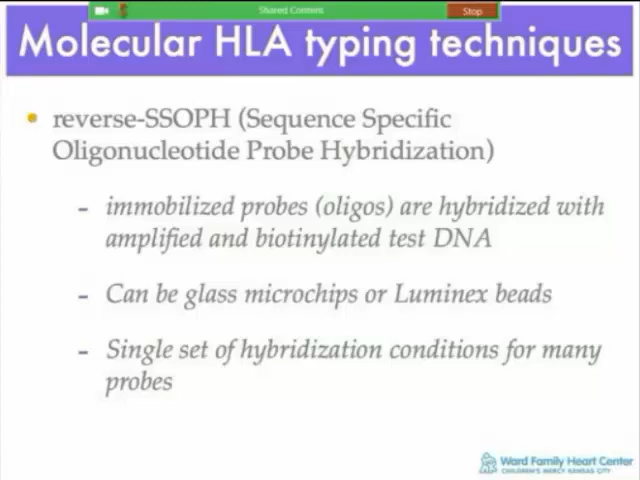 Shared Content
Stop
Molecular HLA typing techniques
• reverse-SSOPH (Sequence Specific
Oligonucleotide Probe Hybridization)
- immobilized probes (oligos) are hybridized with
amplified and biotinylated test DNA
- Can be glass microchips or Luminex beads
- Single set of hybridization conditions for many
probes
Ward Family Heart Center
CHILDREN'S MERCY KANSAS CITY